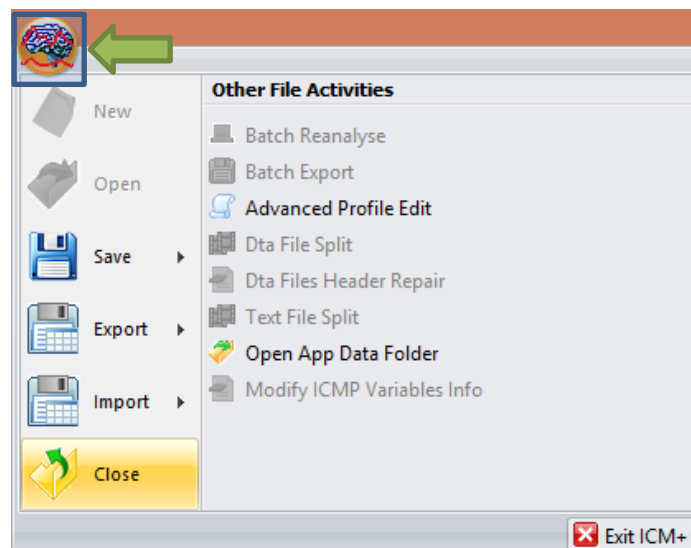 New
Open
Save
Export
Import
Close
Other File Activities
Batch Reanalyse
Batch Export
Advanced Profile Edit
Dta File Split
Dta Files Header Repair
Text File Split
Open App Data Folder
Modify ICMP Variables Info
Exit ICM+